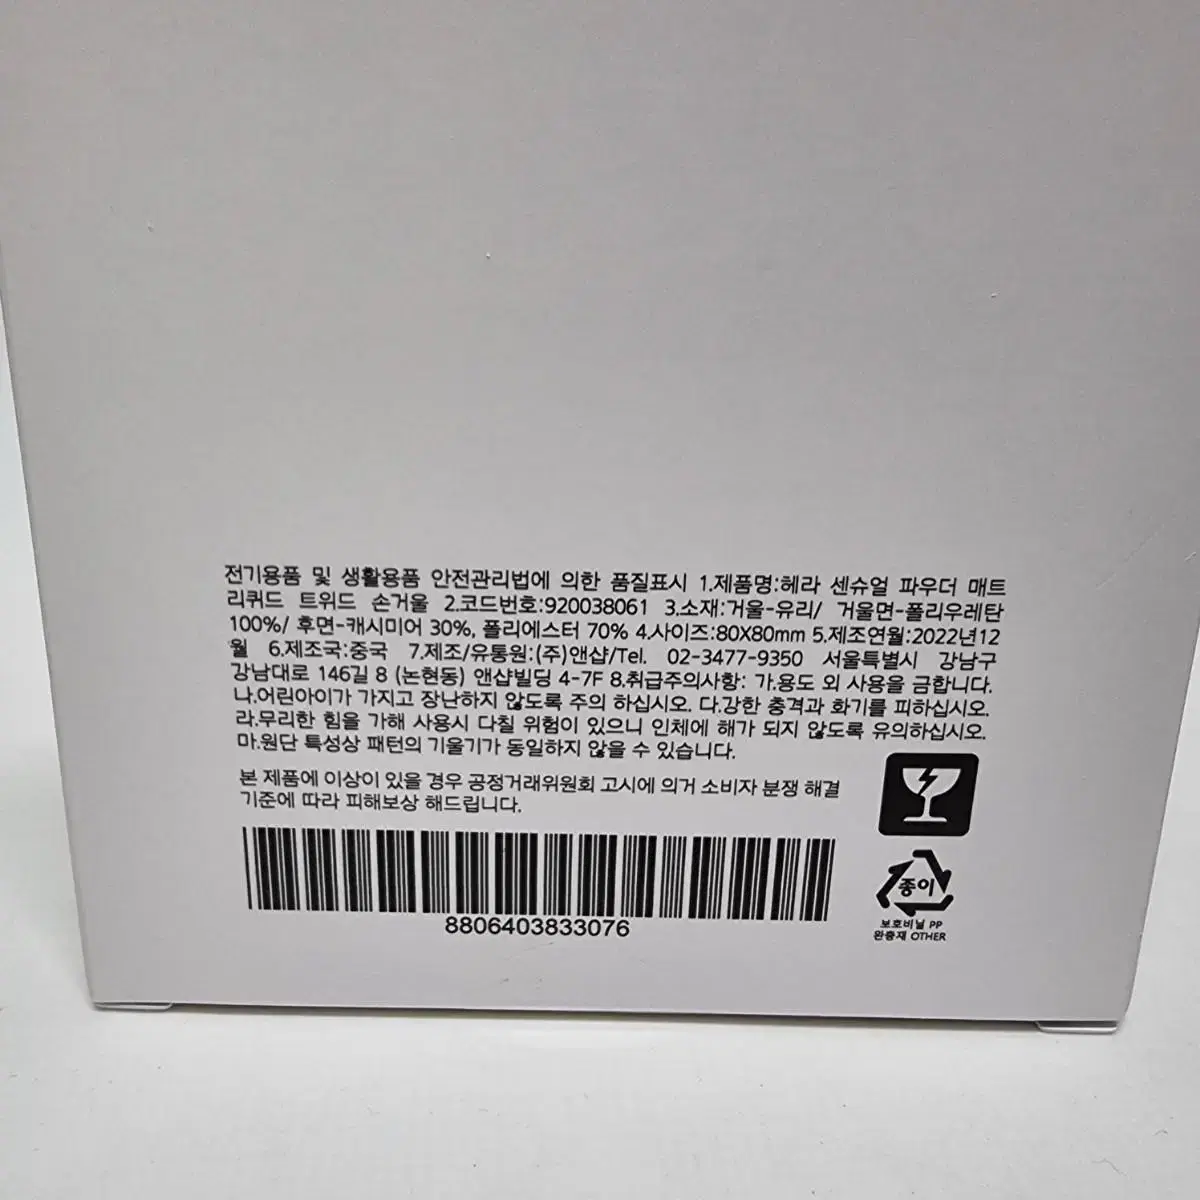 전기용품 및 생활용품 안전관리법에 의한 품질표시 1.제품명:헤라 센슈얼 파우더 매트
리퀴드 트위드 손거울 2.코드번호:920038061 3.소재:거울-유리/ 거울면-폴리우레탄
100%/ 후면-캐시미어 30%, 폴리에스터 70% 4.사이즈:80X80mm 5.제조연월:2022년12
월 6.제조국:중국 7.제조/유통원:(주)앤샵/Tel. 02-3477-9350 서울특별시 강남구
강남대로 146길 8 (논현동) 앤샵빌딩 4-7F 8.취급주의사항: 가.용도 외 사용을 금합니다.
나.어린아이가 가지고 장난하지 않도록 주의 하십시오. 다.강한 충격과 화기를 피하십시오.
라.무리한 힘을 가해 사용시 다칠 위험이 있으니 인체에 해가 되지 않도록 유의하십시오.
마.원단 특성상 패턴의 기울기가 동일하지 않을 수 있습니다.
본 제품에 이상이 있을 경우 공정거래위원회 고시에 의거 소비자 분쟁 해결
기준에 따라 피해보상 해드립니다.
8806403833076
종이
보호비닐 PP
완충재 OTHER